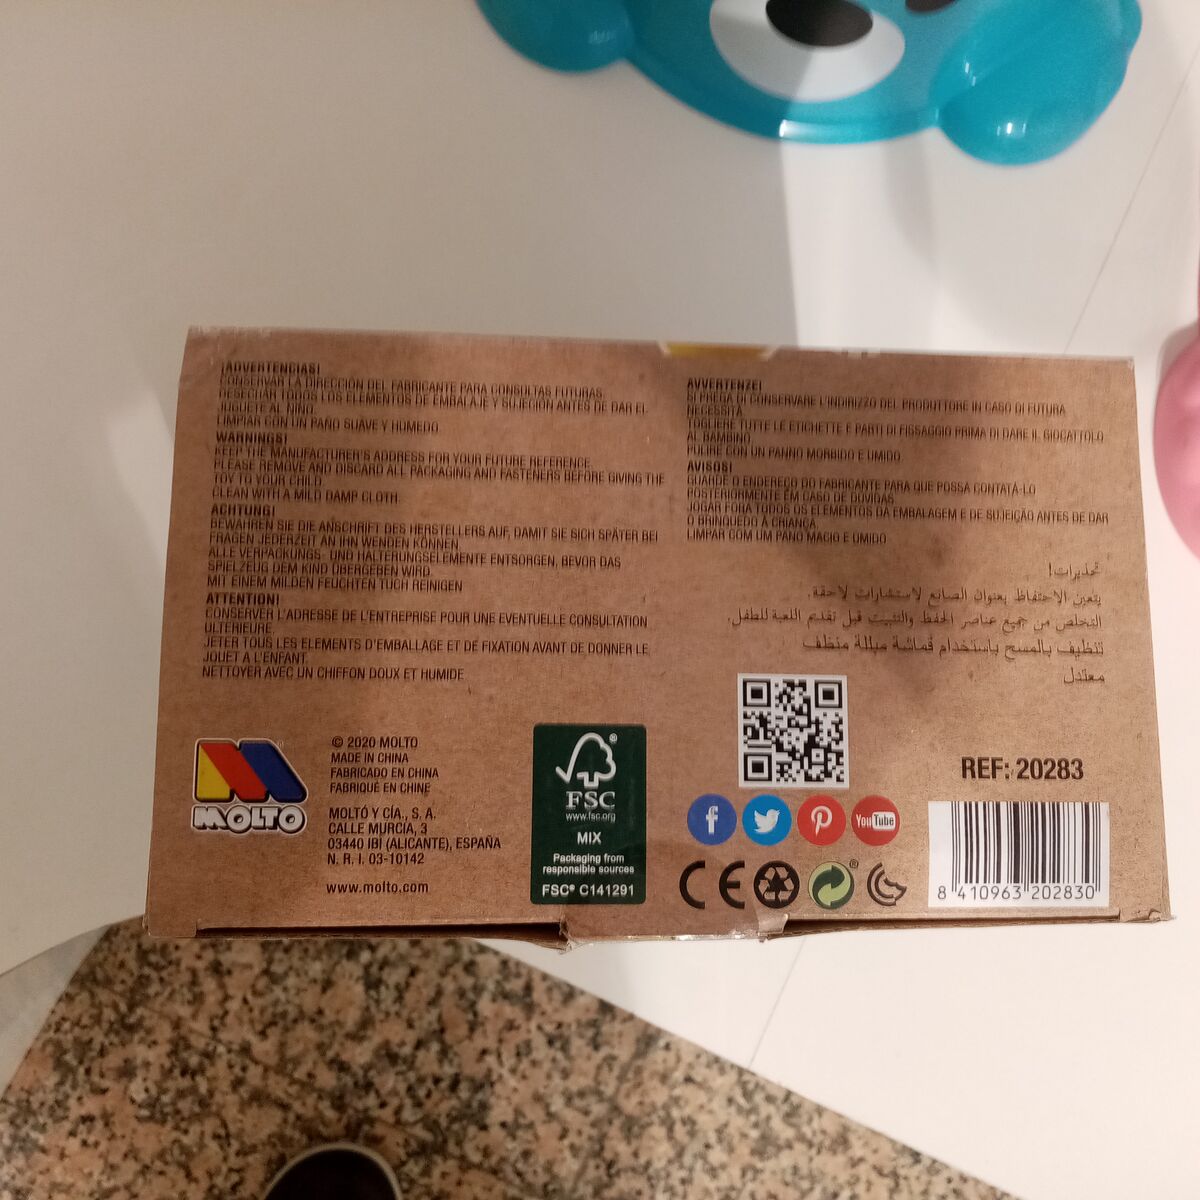 ¡ADVERTENCIAS!
CONSERVAR LA DIRECCIÓN DEL FABRICANTE PARA CONSULTAS FUTURAS.
DESECHAR TODOS LOS ELEMENTOS DE EMBALAJE Y SUJECIÓN ANTES DE DAR EL
JUGUETE AL NIÑO.
LIMPIAR CON UN PAÑO SUAVE Y HÚMEDO
WARNINGS!
KEEP THE MANUFACTURER'S ADDRESS FOR YOUR FUTURE REFERENCE.
PLEASE REMOVE AND DISCARD ALL PACKAGING AND FASTENERS BEFORE GIVING THE
TOY TO YOUR CHILD.
CLEAN WITH A MILD DAMP CLOTH
ACHTUNG!
BEWAHREN SIE DIE ANSCHRIFT DES HERSTELLERS AUF, DAMIT SIE SICH SPÄTER BEI
FRAGEN JEDERZEIT AN IHN WENDEN KÖNNEN.
ALLE VERPACKUNGS- UND HALTERUNGSELEMENTE ENTSORGEN, BEVOR DAS
SPIELZEUG DEM KIND ÜBERGEBEN WIRD.
MIT EINEM MILDEN FEUCHTEN TUCH REINIGEN
ATTENTION!
CONSERVER L'ADRESSE DE L'ENTREPRISE POUR UNE EVENTUELLE CONSULTATION
ULTERIEURE.
JETER TOUS LES ELEMENTS D'EMBALLAGE ET DE FIXATION AVANT DE DONNER LE
JOUET A L'ENFANT.
NETTOYER AVEC UN CHIFFON DOUX ET HUMIDE
AVVERTENZE!
SI PREGA DI CONSERVARE L'INDIRIZZO DEL PRODUTTORE IN CASO DI FUTURA
NECESSITÀ
TOGLIERE TUTTE LE ETICHETTE E PARTI DI FISSAGGIO PRIMA DI DARE IL GIOCATTOLO
AL BAMBINO.
PULIRE CON UN PANNO MORBIDO E UMIDO
AVISOS!
GUARDE O ENDEREÇO DO FABRICANTE PARA QUE POSSA CONTATÁ-LO
POSTERIORMENTE EM CASO DE DÚVIDAS.
JOGAR FORA TODOS OS ELEMENTOS DA EMBALAGEM E DE SUJEIÇÃO ANTES DE DAR
O BRINQUEDO À CRIANÇA.
LIMPAR COM UM PANO MACIO E UMIDO
تحذيرات!
يتعين الاحتفاظ بعنوان الصانع لاستشارات لاحقة.
التخلص من جميع عناصر الحفظ والتثبيت قبل تقديم اللعبة للطفل.
تنظيف بالمسح باستخدام قماشة مبللة منظف
معتدل
MOLTO
© 2020 MOLTO
MADE IN CHINA
FABRICADO EN CHINA
FABRIQUÉ EN CHINE
MOLTÓ Y CÍA., S. A.
CALLE MURCIA, 3
03440 IBI (ALICANTE), ESPAÑA
N. R. I. 03-10142
www.molto.com
FSC
www.fsc.org
MIX
Packaging from
responsible sources
FSC® C141291
YouTube
CE
REF: 20283
8 410963 202830